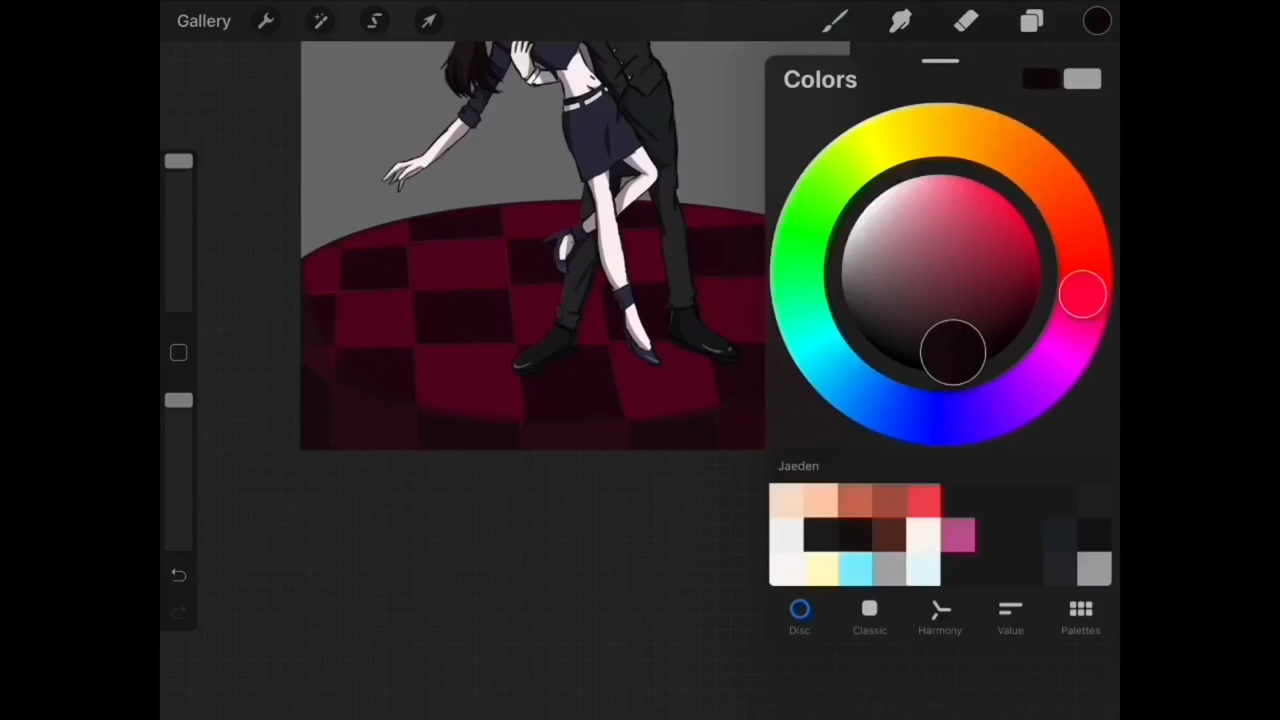 Gallery
Colors
Jaeden
Disc
Classic
Harmony
Value
Palettes